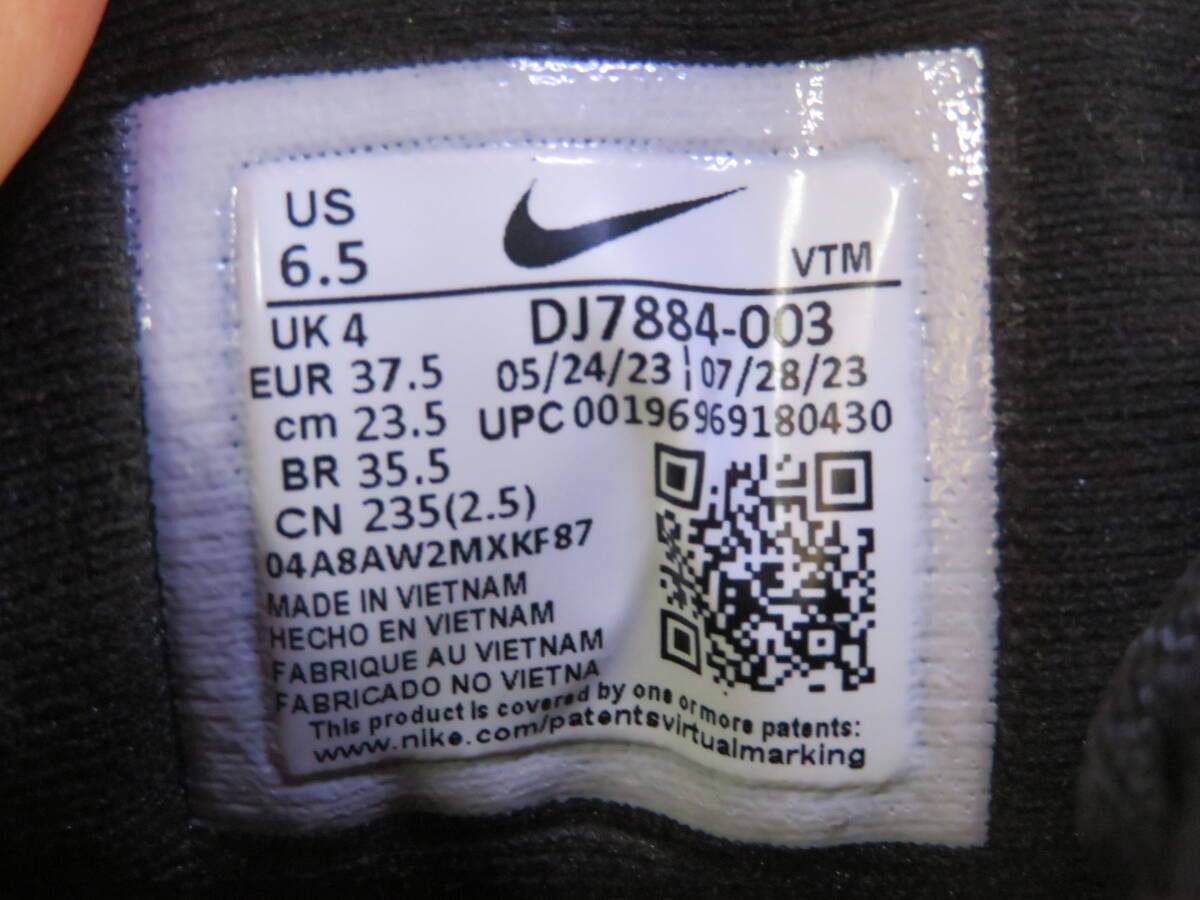 US
6.5
VTM
UK 4
DJ7884-003
EUR 37.5
05/24/23 | 07/28/23
cm 23.5
UPC 00196969180430
BR 35.5
CN 235(2.5)
04A8AW2MXKF87
MADE IN VIETNAM
HECHO EN VIETNAM
FABRIQUE AU VIETNAM
FABRICADO NO VIETNA
This product is covered by one or more patents:
www.nike.com/patentsvirtualmarking